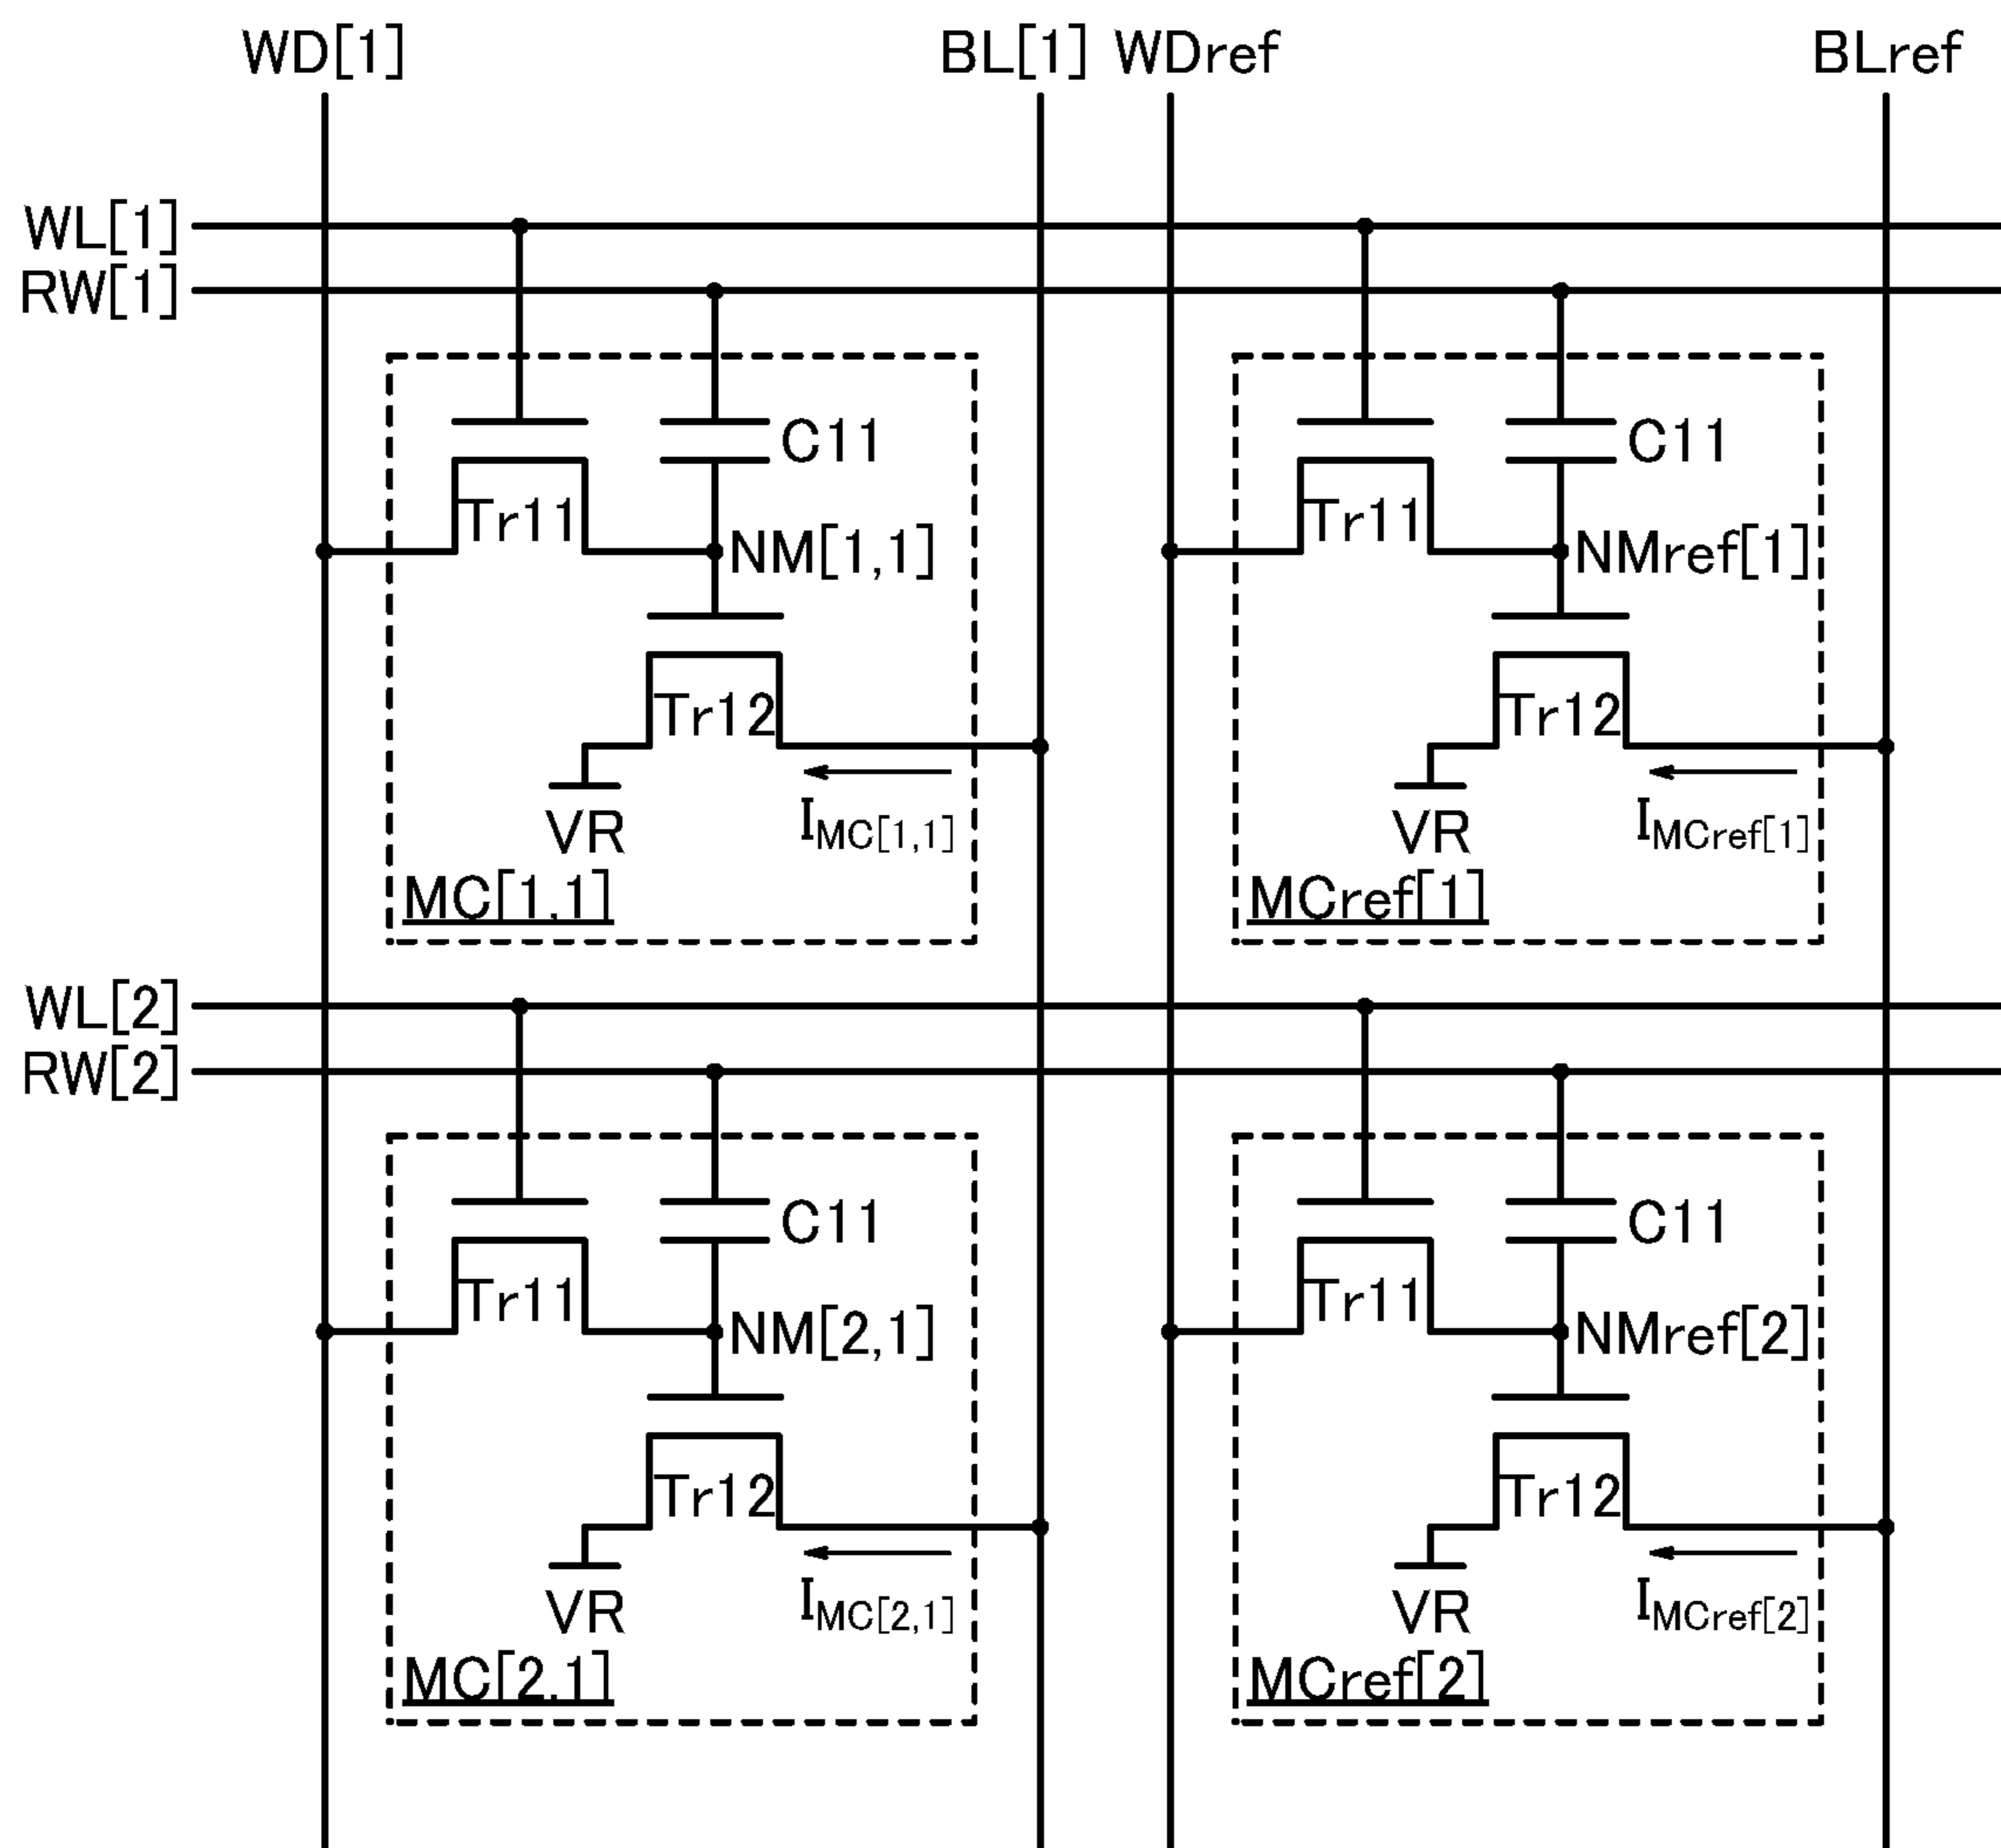 WD[1] BL[1] WDref BLref
WL[1]
RW[1]
C11 C11
Tr11 Tr11
NM[1,1] NMref[1]
Tr12 Tr12
VR IMC[1,1] VR IMCref[1]
MC[1,1] MCref[1]
WL[2]
RW[2]
C11 C11
Tr11 Tr11
NM[2,1] NMref[2]
Tr12 Tr12
VR IMC[2,1] VR IMCref[2]
MC[2,1] MCref[2]